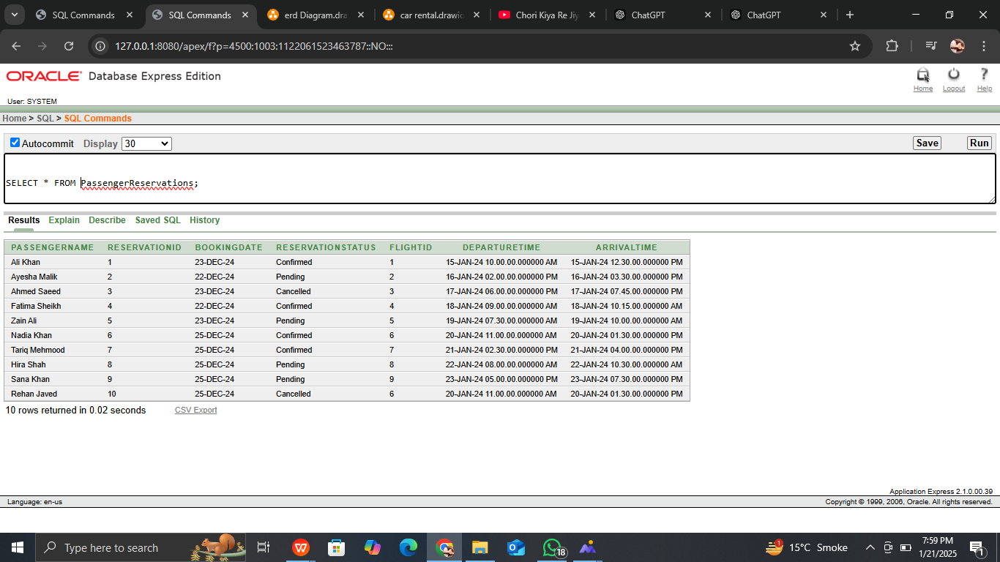 SQL Commands SQL Commands erd Diagram.dra car rental.drawio Chori Kiya Re Jiy ChatGPT ChatGPT
127.0.0.1:8080/apex/f?p=4500:1003:1122061523463787::NO:::
ORACLE Database Express Edition
Home Logout Help
User: SYSTEM
Home > SQL > SQL Commands
Autocommit Display 30 Save Run
SELECT * FROM PassengerReservations;
Results Explain Describe Saved SQL History
PASSENGERNAME RESERVATIONID BOOKINGDATE RESERVATIONSTATUS FLIGHTID DEPARTURETIME ARRIVALTIME
Ali Khan 1 23-DEC-24 Confirmed 1 15-JAN-24 10.00.00.000000 AM 15-JAN-24 12.30.00.000000 PM
Ayesha Malik 2 22-DEC-24 Pending 2 16-JAN-24 02.00.00.000000 PM 16-JAN-24 03.30.00.000000 PM
Ahmed Saeed 3 23-DEC-24 Cancelled 3 17-JAN-24 06.00.00.000000 PM 17-JAN-24 07.45.00.000000 PM
Fatima Sheikh 4 22-DEC-24 Confirmed 4 18-JAN-24 09.00.00.000000 AM 18-JAN-24 10.15.00.000000 AM
Zain Ali 5 23-DEC-24 Pending 5 19-JAN-24 07.30.00.000000 AM 19-JAN-24 10.00.00.000000 AM
Nadia Khan 6 25-DEC-24 Confirmed 6 20-JAN-24 11.00.00.000000 AM 20-JAN-24 01.30.00.000000 PM
Tariq Mehmood 7 25-DEC-24 Confirmed 7 21-JAN-24 02.30.00.000000 PM 21-JAN-24 04.00.00.000000 PM
Hira Shah 8 25-DEC-24 Pending 8 22-JAN-24 08.00.00.000000 AM 22-JAN-24 10.30.00.000000 AM
Sana Khan 9 25-DEC-24 Pending 9 23-JAN-24 05.00.00.000000 PM 23-JAN-24 07.30.00.000000 PM
Rehan Javed 10 25-DEC-24 Cancelled 6 20-JAN-24 11.00.00.000000 AM 20-JAN-24 01.30.00.000000 PM
10 rows returned in 0.02 seconds CSV Export
Application Express 2.1.0.00.39
Language: en-us Copyright © 1999, 2006, Oracle. All rights reserved.
Type here to search 18 1 15°C Smoke 7:59 PM 1
1/21/2025